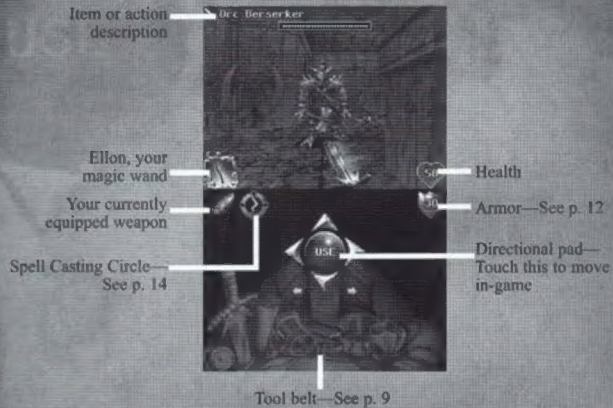 Item or action
description
Orc Berserker
Ellon, your
magic wand
Your currently
equipped weapon
Spell Casting Circle—
See p. 14
50
Health
Armor—See p. 12
USE
Directional pad—
Touch this to move
in-game
Tool belt—See p. 9